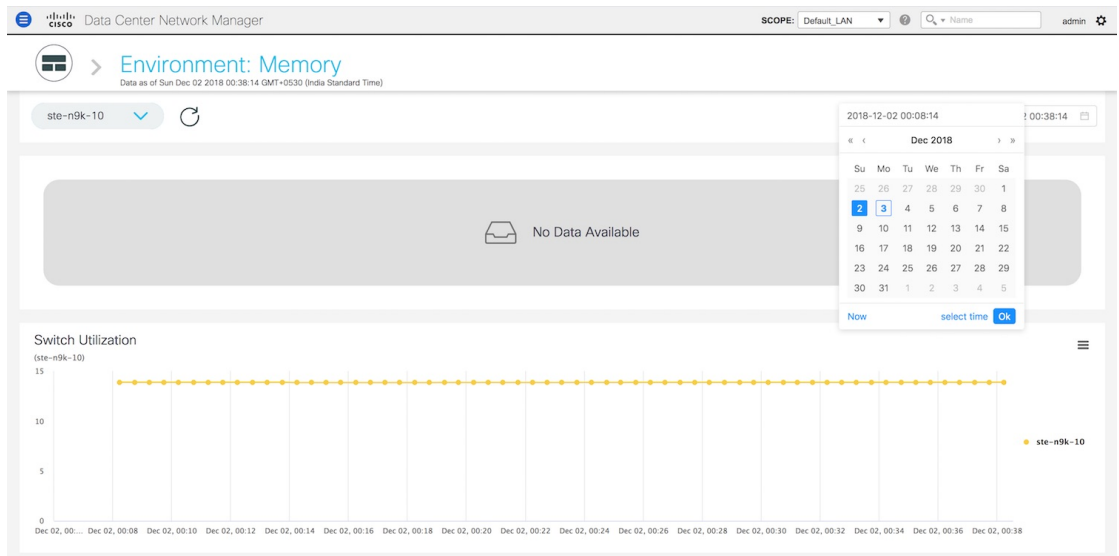 cisco Data Center Network Manager
SCOPE: Default_LAN ▼ ? Name admin
Environment: Memory
Data as of Sun Dec 02 2018 00:38:14 GMT+0530 (India Standard Time)
ste-n9k-10
2018-12-02 00:08:14
2 00:38:14
« ‹ Dec 2018 › »
Su Mo Tu We Th Fr Sa
25 26 27 28 29 30 1
2 3 4 5 6 7 8
9 10 11 12 13 14 15
16 17 18 19 20 21 22
23 24 25 26 27 28 29
30 31 1 2 3 4 5
Now select time Ok
No Data Available
Switch Utilization
(ste-n9k-10)
15
10
5
0
ste-n9k-10
Dec 02, 00:... Dec 02, 00:08 Dec 02, 00:10 Dec 02, 00:12 Dec 02, 00:14 Dec 02, 00:16 Dec 02, 00:18 Dec 02, 00:20 Dec 02, 00:22 Dec 02, 00:24 Dec 02, 00:26 Dec 02, 00:28 Dec 02, 00:30 Dec 02, 00:32 Dec 02, 00:34 Dec 02, 00:36 Dec 02, 00:38